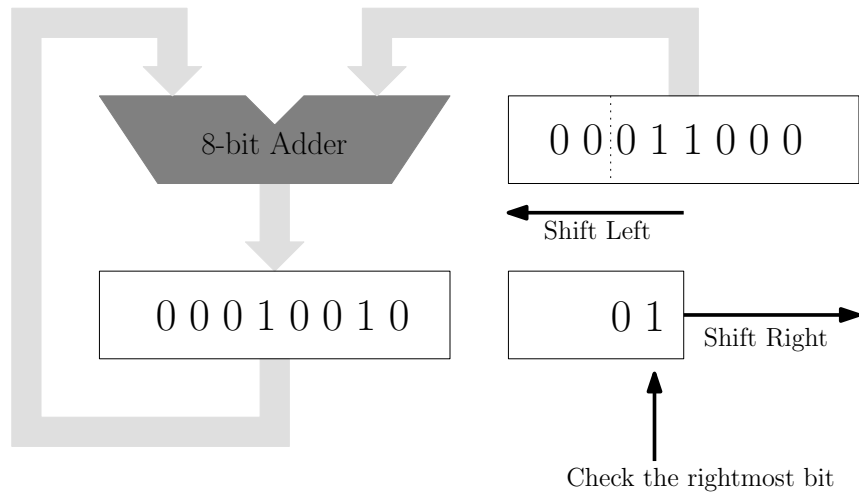 8-bit Adder
0 0 0 1 1 0 0 0
Shift Left
0 0 0 1 0 0 1 0
0 1
Shift Right
Check the rightmost bit